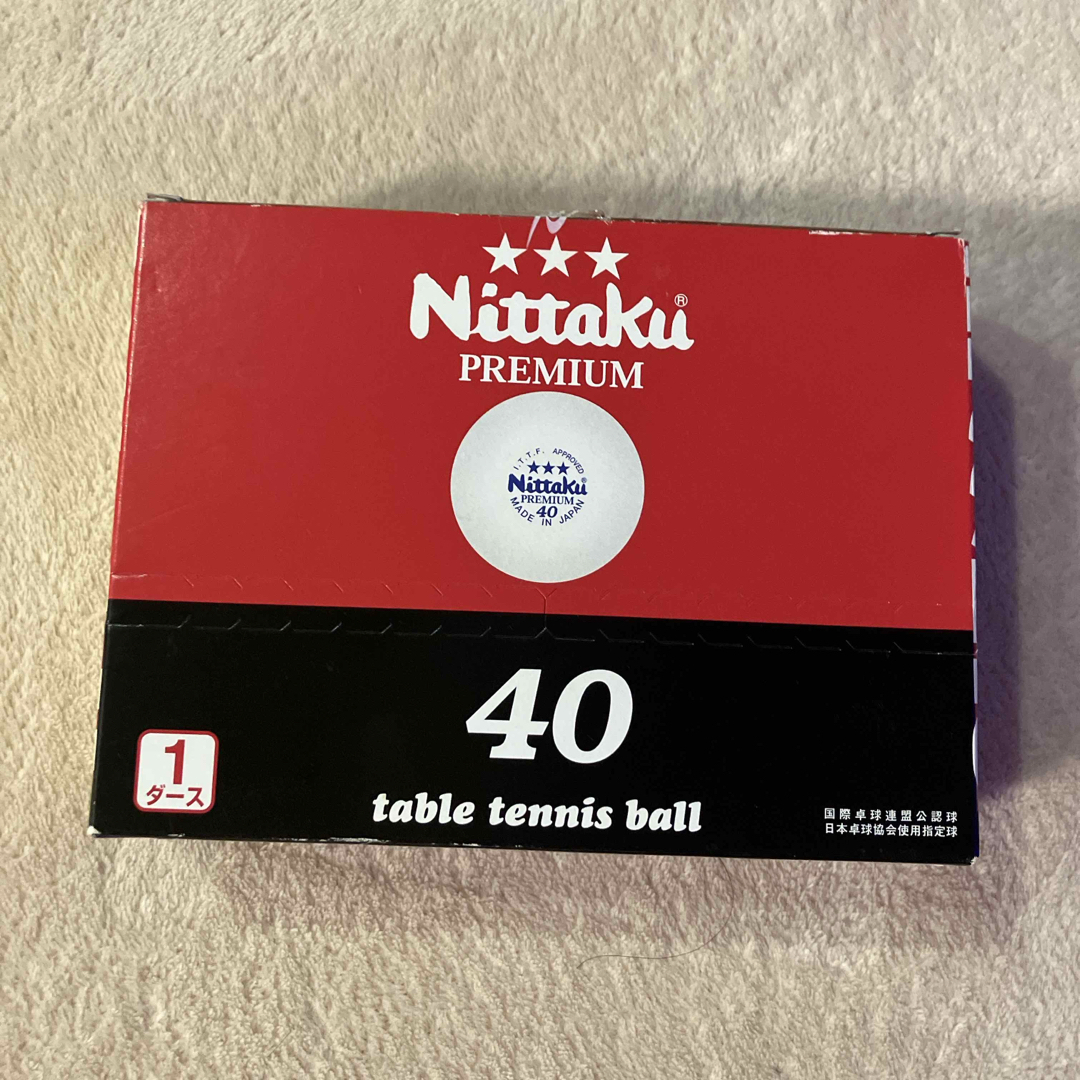 ★★★
Nittaku®
PREMIUM
I.T.T.F. APPROVED
★★★
Nittaku®
PREMIUM
40
MADE IN JAPAN
40
table tennis ball
1
ダース
国際卓球連盟公認球
日本卓球協会使用指定球